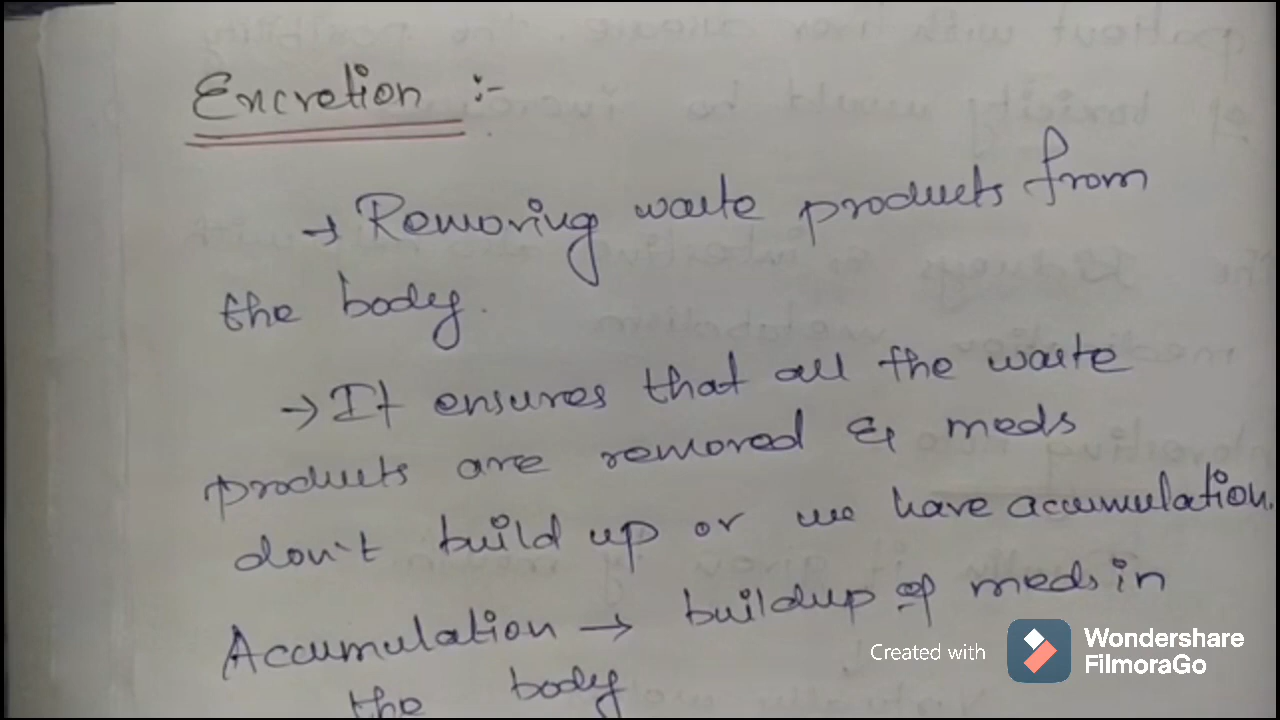 Excretion :-
→ Removing waste products from
the body.
→ It ensures that all the waste
products are removed & meds
don't build up or we have accumulation.
Accumulation → buildup of meds in
the body
Created with
Wondershare
FilmoraGo